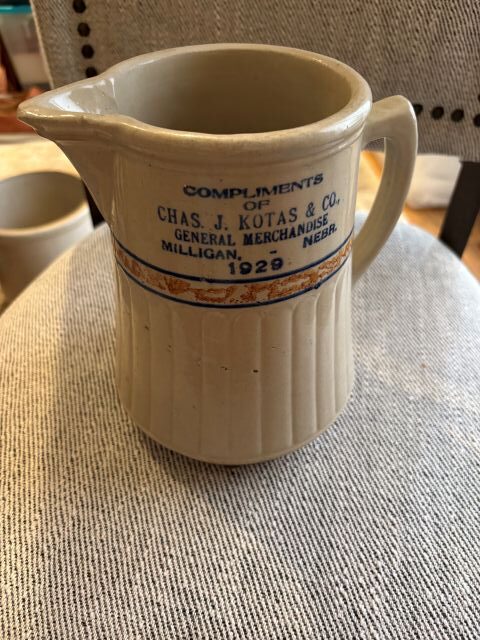 COMPLIMENTS
OF
CHAS. J. KOTAS & CO.,
GENERAL MERCHANDISE
MILLIGAN, - NEBR.
1929